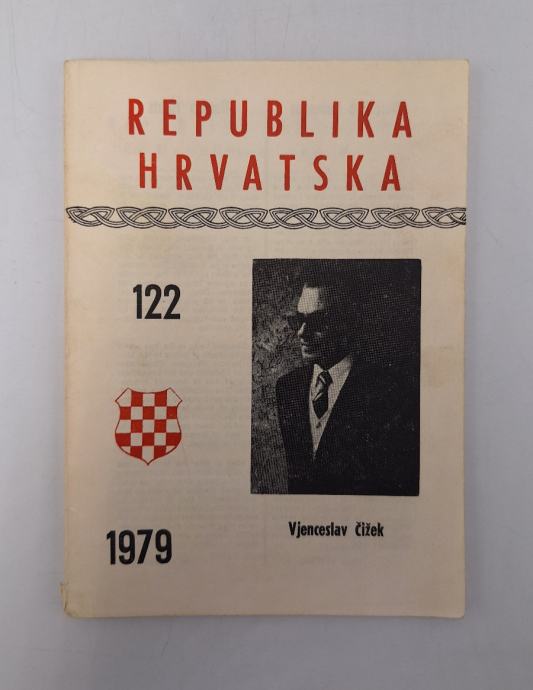 REPUBLIKA
HRVATSKA
122
Vjenceslav Čižek
1979